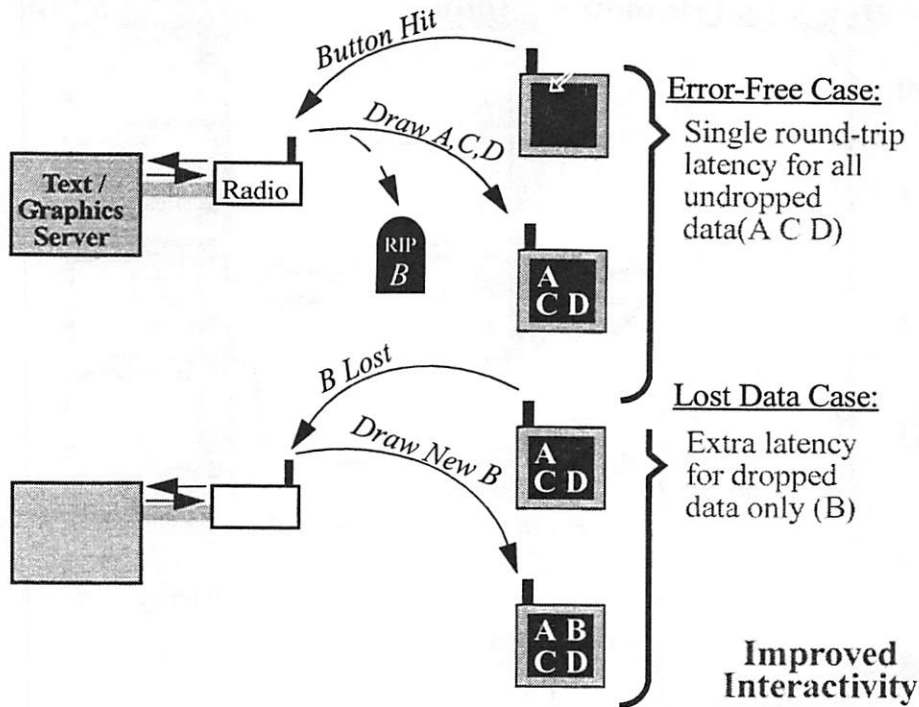 Button Hit
Draw A,C,D
Text /
Graphics
Server
Radio
RIP
B
A
C D
Error-Free Case:
Single round-trip
latency for all
undropped
data(A C D)
B Lost
Draw New B
A
C D
A B
C D
Lost Data Case:
Extra latency
for dropped
data only (B)
Improved
Interactivity